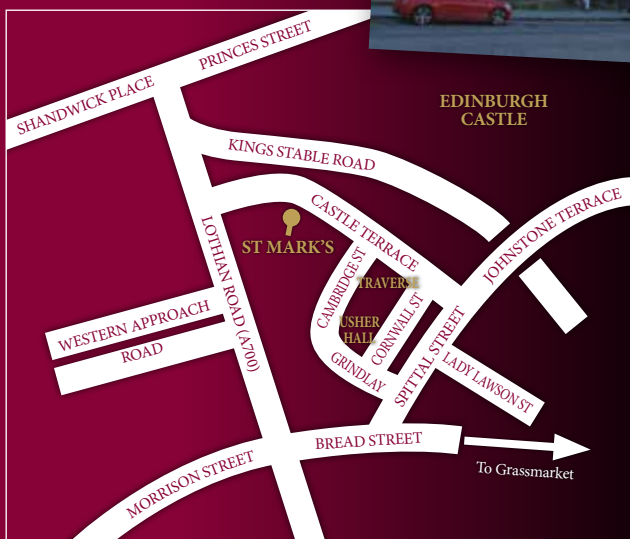 PRINCES STREET
SHANDWICK PLACE
EDINBURGH
CASTLE
KINGS STABLE ROAD
CASTLE TERRACE
JOHNSTONE TERRACE
ST MARK'S
LOTHIAN ROAD (A700)
CAMBRIDGE ST
TRAVERSE
USHER
HALL
CORNWALL ST
GRINDLAY
SPITTAL STREET
LADY LAWSON ST
WESTERN APPROACH
ROAD
BREAD STREET
MORRISON STREET
To Grassmarket